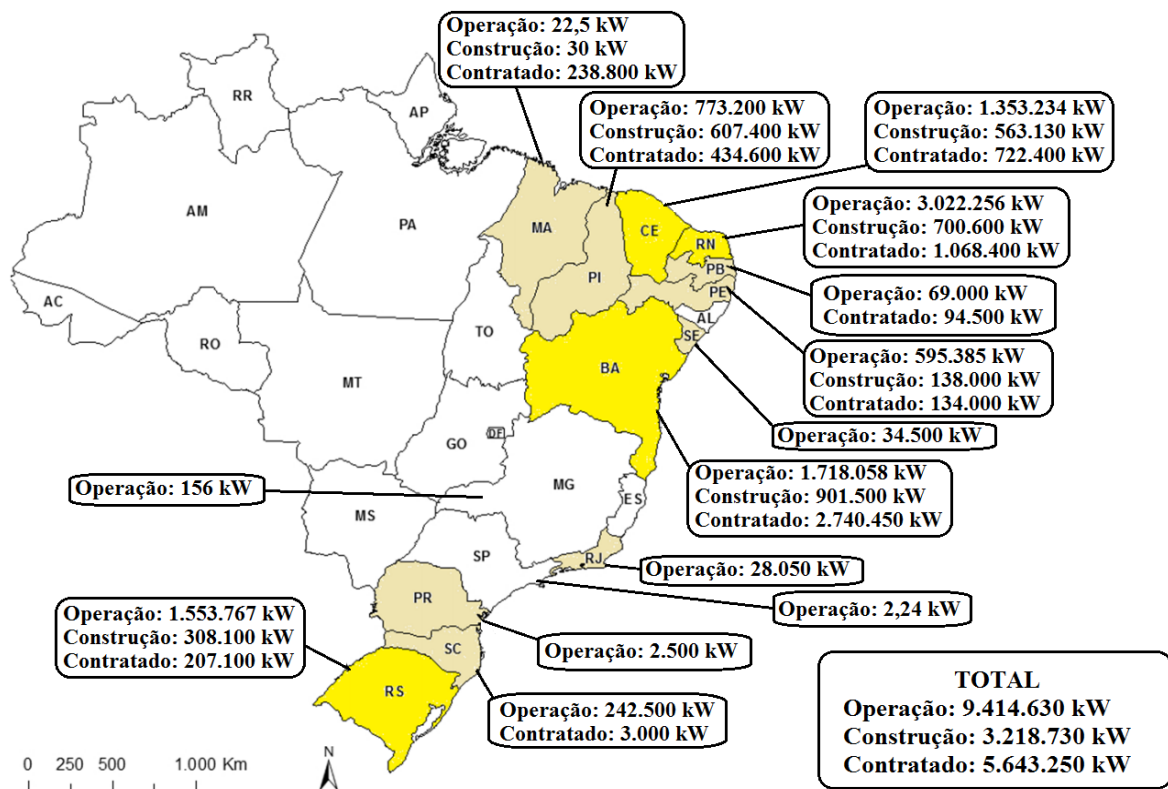 Operação: 22,5 kW
Construção: 30 kW
Contratado: 238.800 kW
Operação: 773.200 kW
Construção: 607.400 kW
Contratado: 434.600 kW
Operação: 1.353.234 kW
Construção: 563.130 kW
Contratado: 722.400 kW
Operação: 3.022.256 kW
Construção: 700.600 kW
Contratado: 1.068.400 kW
Operação: 69.000 kW
Contratado: 94.500 kW
Operação: 595.385 kW
Construção: 138.000 kW
Contratado: 134.000 kW
Operação: 34.500 kW
Operação: 1.718.058 kW
Construção: 901.500 kW
Contratado: 2.740.450 kW
Operação: 156 kW
Operação: 28.050 kW
Operação: 2,24 kW
Operação: 2.500 kW
Operação: 1.553.767 kW
Construção: 308.100 kW
Contratado: 207.100 kW
Operação: 242.500 kW
Contratado: 3.000 kW
RR
AP
AM
PA
MA
CE
RN
PB
PE
AL
SE
PI
AC
RO
TO
BA
MT
GO
DF
MG
ES
MS
SP
RJ
PR
SC
RS
TOTAL
Operação: 9.414.630 kW
Construção: 3.218.730 kW
Contratado: 5.643.250 kW
0 250 500 1.000 Km
N